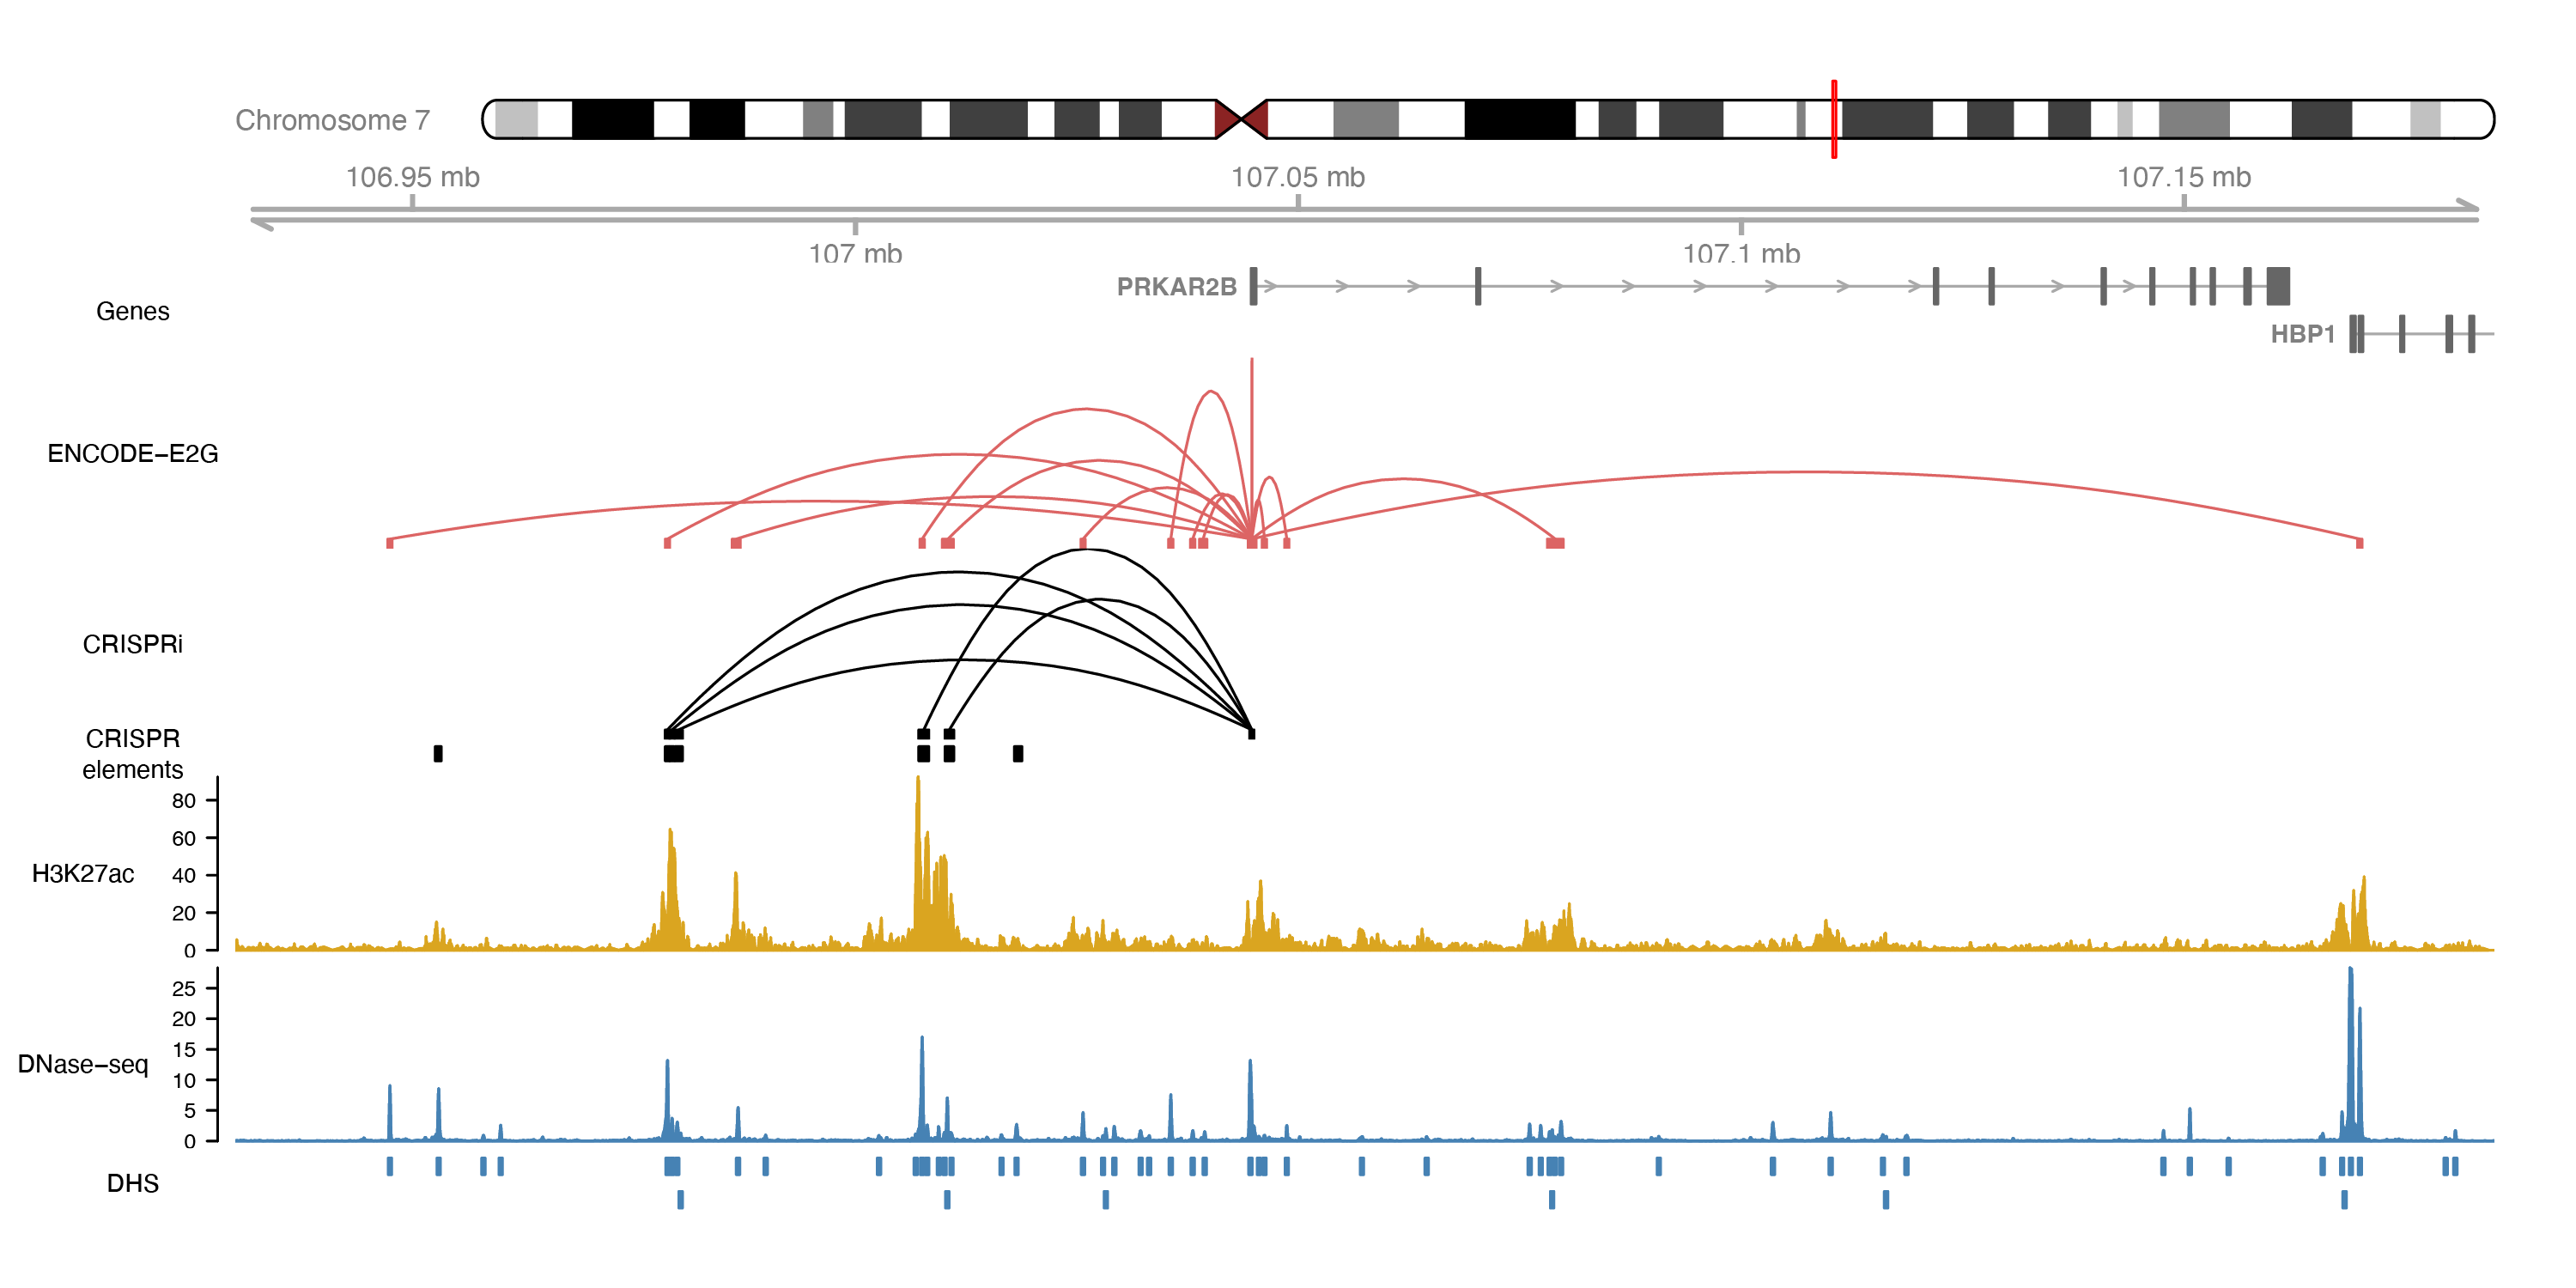 Chromosome 7
106.95 mb 107.05 mb 107.15 mb
107 mb 107.1 mb
PRKAR2B
Genes
HBP1
ENCODE−E2G
CRISPRi
CRISPR
elements
80
60
H3K27ac
40
20
0
25
20
15
DNase−seq
10
5
0
DHS